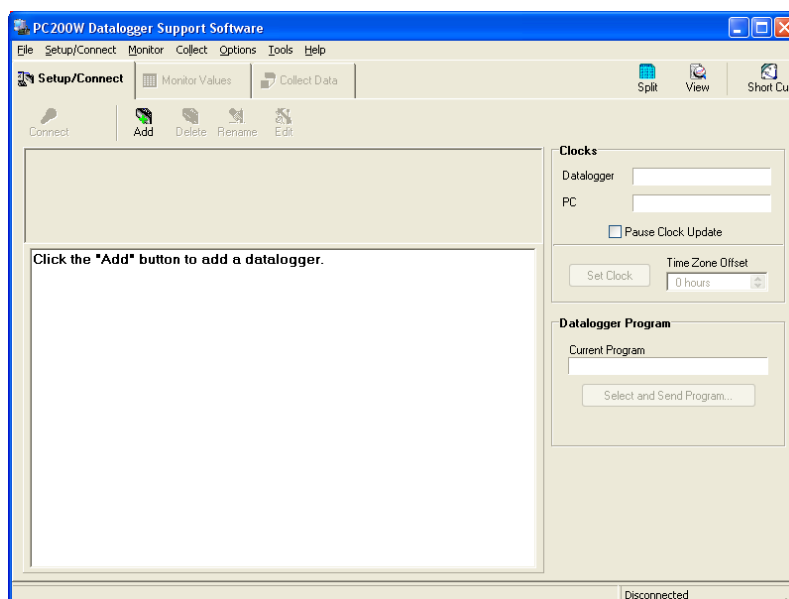 PC200W Datalogger Support Software
File Setup/Connect Monitor Collect Options Tools Help
Setup/Connect Monitor Values Collect Data Split View Short Cu
Connect Add Delete Rename Edit
Clocks
Datalogger
PC
Pause Clock Update
Click the "Add" button to add a datalogger.
Time Zone Offset
Set Clock 0 hours
Datalogger Program
Current Program
Select and Send Program...
Disconnected